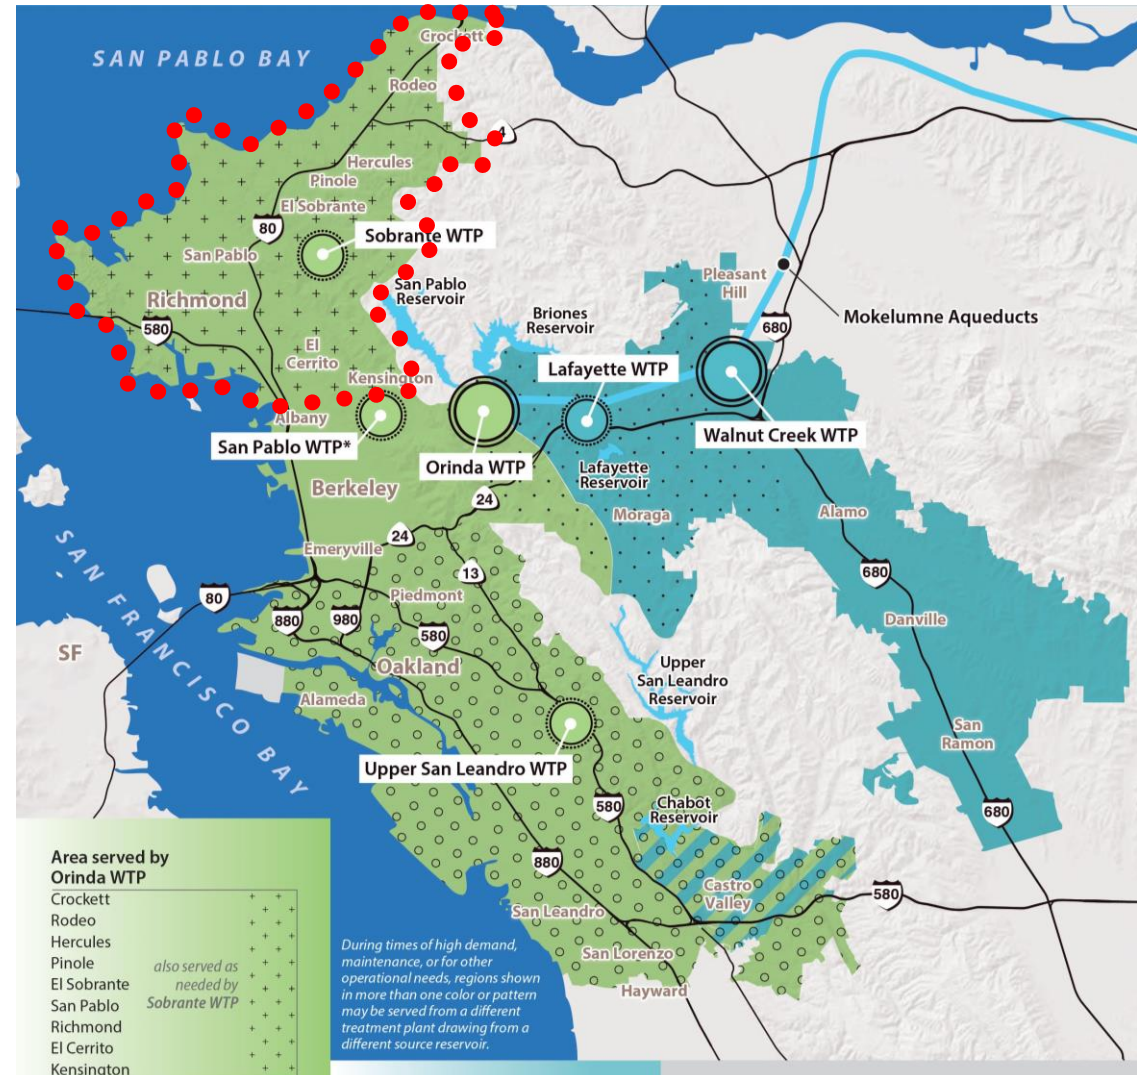 SAN PABLO BAY
Crockett
Rodeo
4
Hercules
Pinole
El Sobrante
80
Sobrante WTP
San Pablo
Richmond
580
San Pablo
Reservoir
Pleasant
Hill
Briones
Reservoir
680
Mokelumne Aqueducts
El
Cerrito
Kensington
Lafayette WTP
Albany
San Pablo WTP*
Orinda WTP
Walnut Creek WTP
Lafayette
Reservoir
Berkeley
24
Moraga
Alamo
Emeryville
24
13
680
SAN FRANCISCO BAY
80
Piedmont
880
980
580
Danville
SF
Oakland
Upper
San Leandro
Reservoir
Alameda
San
Ramon
Upper San Leandro WTP
580
Chabot
Reservoir
680
880
Castro
Valley
580
San Leandro
San Lorenzo
Hayward
Area served by
Orinda WTP
Crockett
Rodeo
Hercules
Pinole
El Sobrante
San Pablo
Richmond
El Cerrito
Kensington
also served as
needed by
Sobrante WTP
During times of high demand,
maintenance, or for other
operational needs, regions shown
in more than one color or pattern
may be served from a different
treatment plant drawing from a
different source reservoir.